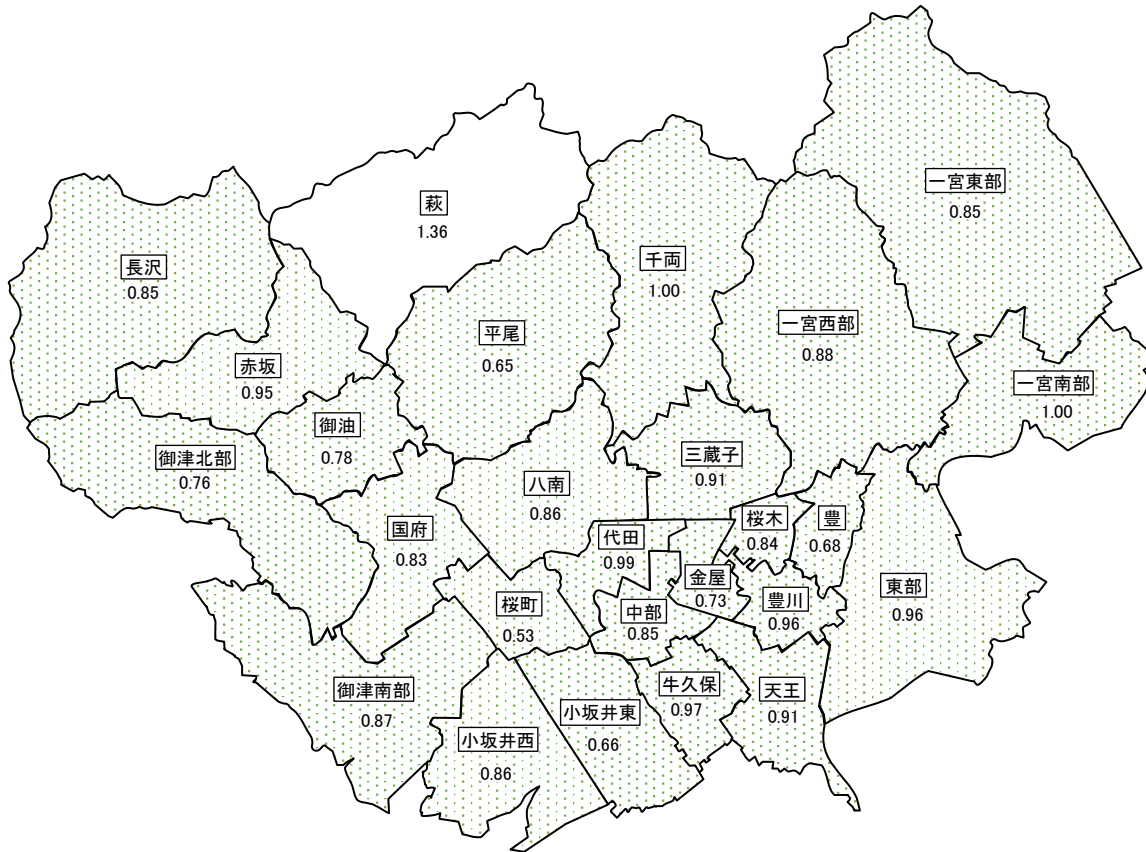 一宮東部
0.85
萩
1.36
千両
1.00
長沢
0.85
一宮西部
0.88
平尾
0.65
赤坂
0.95
一宮南部
1.00
御油
0.78
御津北部
0.76
三蔵子
0.91
八南
0.86
国府
0.83
桜木
0.84
豊
0.68
代田
0.99
金屋
0.73
東部
0.96
桜町
0.53
中部
0.85
豊川
0.96
御津南部
0.87
牛久保
0.97
天王
0.91
小坂井東
0.66
小坂井西
0.86